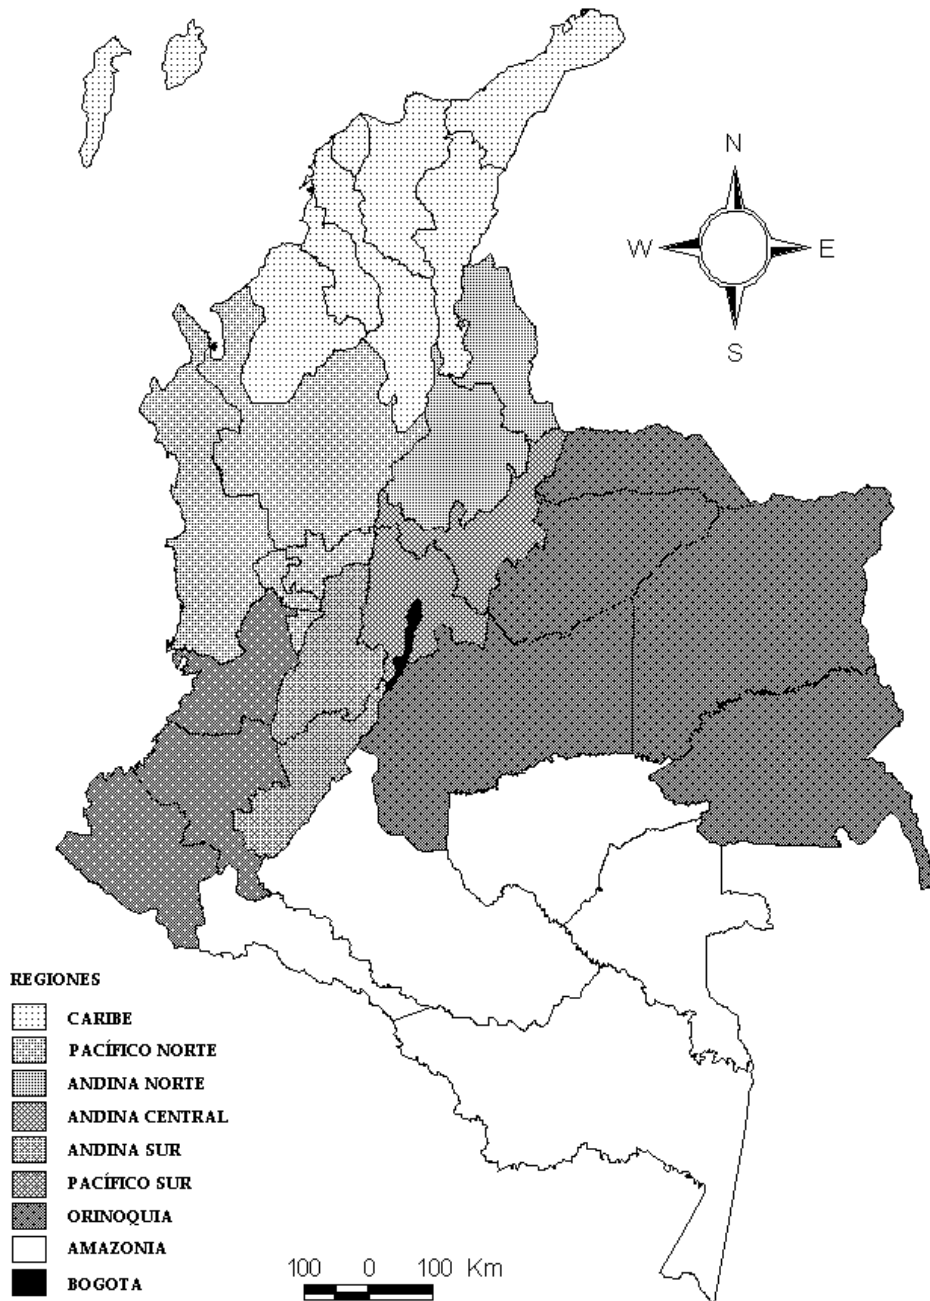 N
W E
S
REGIONES
CARIBE
PACÍFICO NORTE
ANDINA NORTE
ANDINA CENTRAL
ANDINA SUR
PACÍFICO SUR
ORINOQUIA
AMAZONIA
BOGOTA
100 0 100 Km